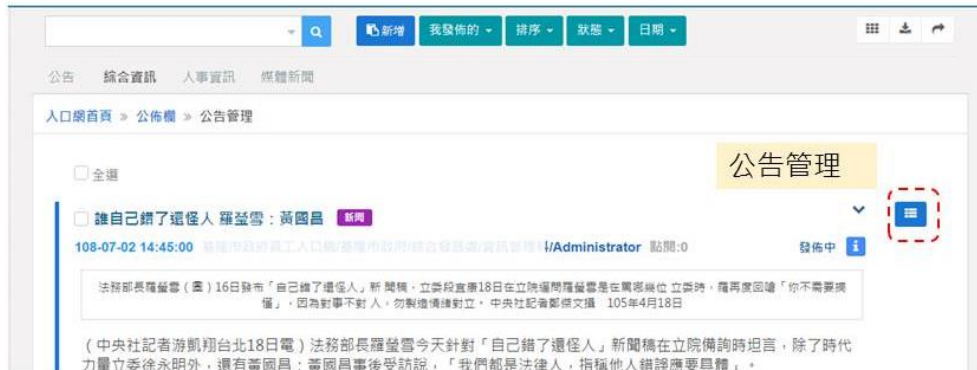 新增 我發佈的 排序 狀態 日期
公告 綜合資訊 人事資訊 媒體新聞
入口網首頁 » 公佈欄 » 公告管理
公告管理
全選
誰自己錯了還怪人 羅瑩雪：黃國昌 新聞
108-07-02 14:45:00 /Administrator 點閱:0 發佈中
法務部長羅瑩雪（圖）16日發布「自己錯了還怪人」新 聞稿，立委段宜康18日在立院逼問羅瑩雪是在罵哪幾位 立委時，羅再度回嗆「你不需要摸
僅」，因為對事不對 人，勿製造情緒對立。 中央社記者鄭傑文攝 105年4月18日
（中央社記者游凱翔台北18日電）法務部長羅瑩雪今天針對「自己錯了還怪人」新聞稿在立院備詢時坦言，除了時代
力量立委徐永明外，還有黃國昌；黃國昌事後受訪說，「我們都是法律人，指稱他人錯誤應要具體」。